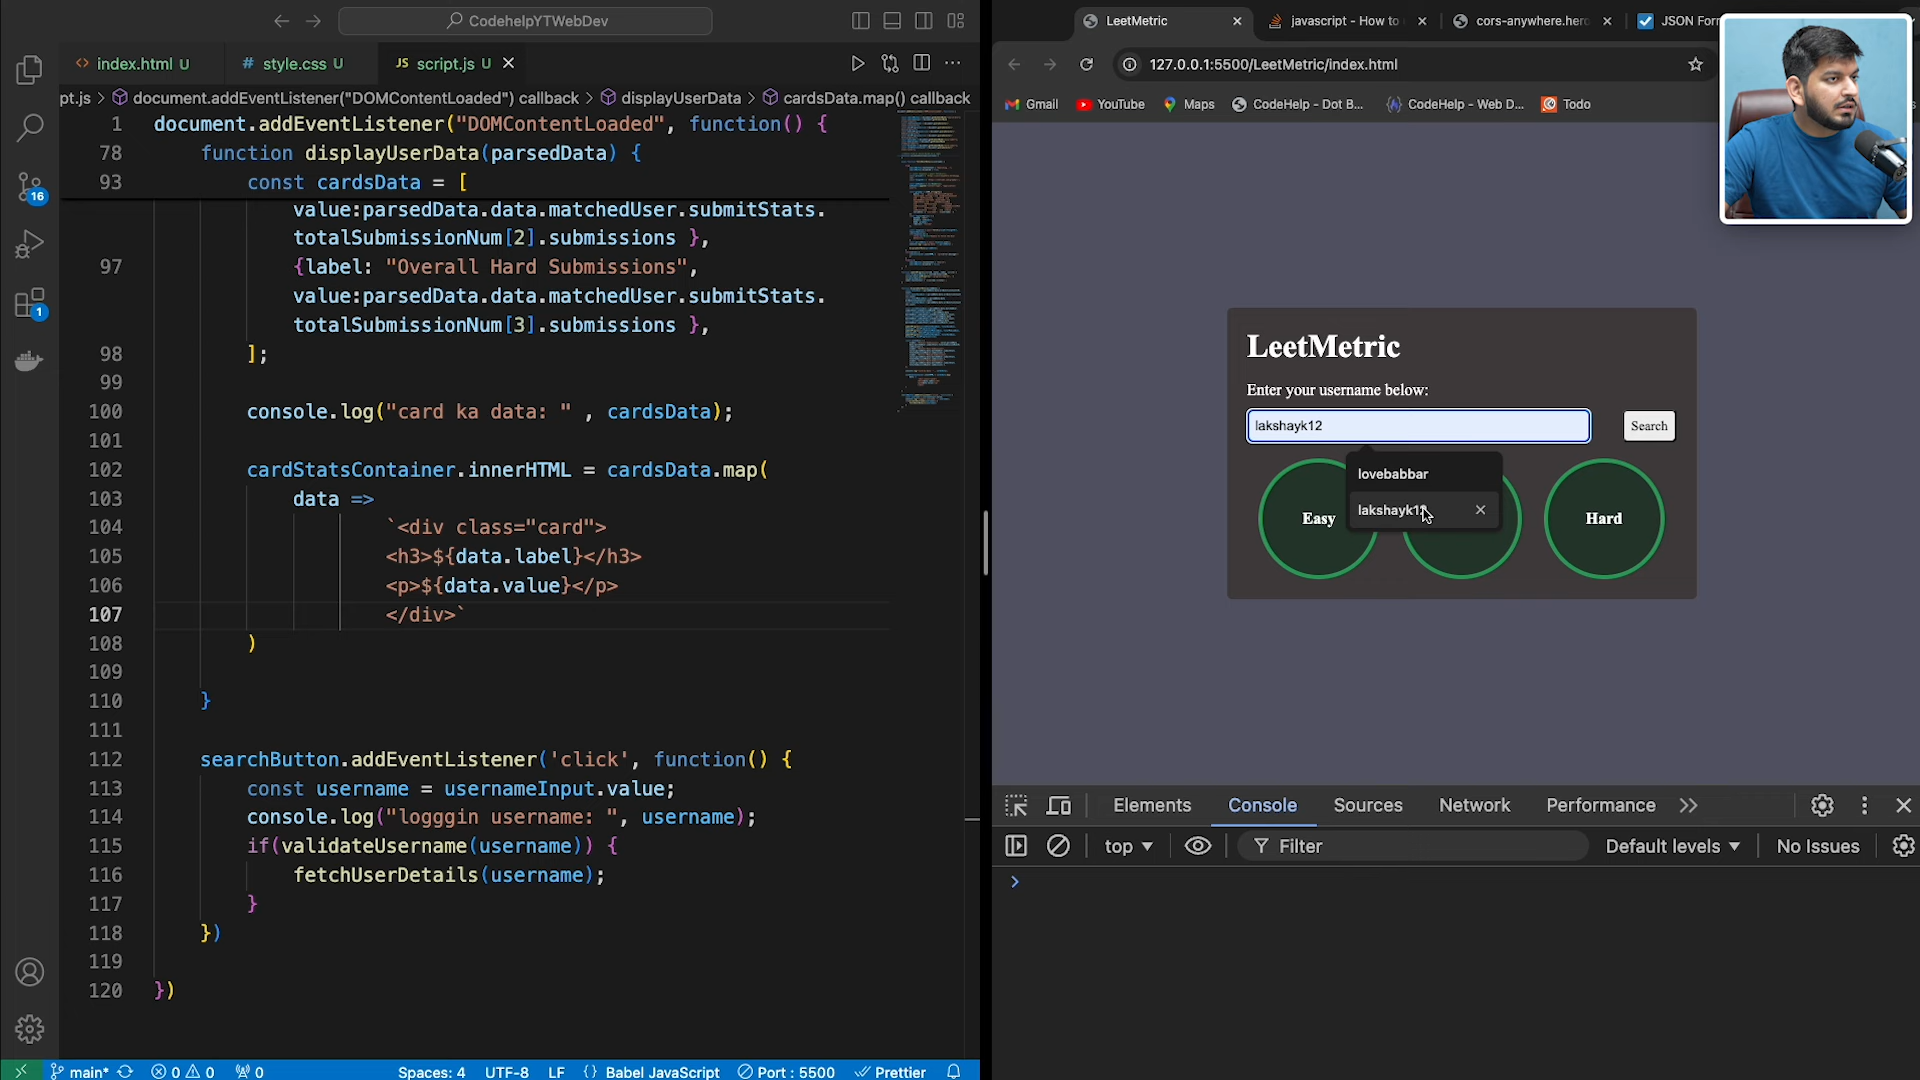 CodehelpYTWebDev
index.html U
# style.css U
JS script.js U
pt.js > document.addEventListener("DOMContentLoaded") callback > displayUserData > cardsData.map() callback
1 document.addEventListener("DOMContentLoaded", function() {
78 function displayUserData(parsedData) {
93 const cardsData = [
value:parsedData.data.matchedUser.submitStats.
totalSubmissionNum[2].submissions },
97 {label: "Overall Hard Submissions",
value:parsedData.data.matchedUser.submitStats.
totalSubmissionNum[3].submissions },
98 ];
99
100 console.log("card ka data: " , cardsData);
101
102 cardStatsContainer.innerHTML = cardsData.map(
103 data =>
104 `<div class="card">
105 <h3>${data.label}</h3>
106 <p>${data.value}</p>
107 </div>`
108 )
109
110 }
111
112 searchButton.addEventListener('click', function() {
113 const username = usernameInput.value;
114 console.log("logggin username: ", username);
115 if(validateUsername(username)) {
116 fetchUserDetails(username);
117 }
118 })
119
120 })
16
1
main* 0 0 0 Spaces: 4 UTF-8 LF {} Babel JavaScript Port : 5500 Prettier
LeetMetric
javascript - How to
cors-anywhere.hero
JSON Form
127.0.0.1:5500/LeetMetric/index.html
Gmail YouTube Maps CodeHelp - Dot B... CodeHelp - Web D... Todo
LeetMetric
Enter your username below:
lakshayk12
Search
lovebabbar
lakshayk12
Easy
Hard
Elements Console Sources Network Performance
top Filter Default levels No Issues